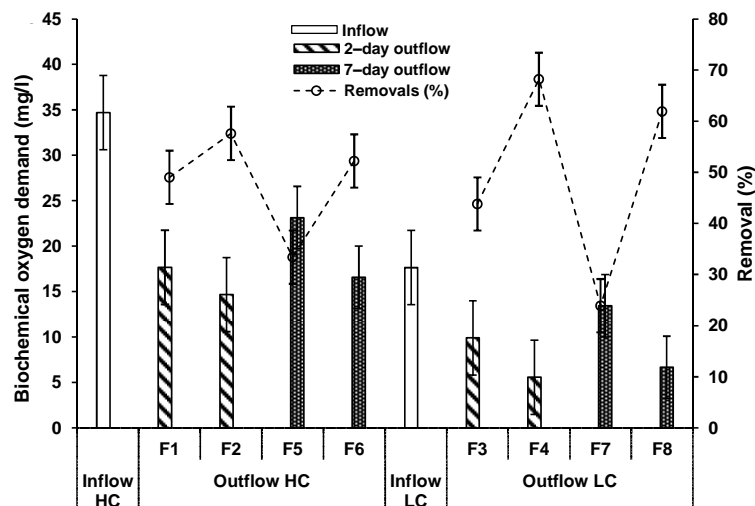 Biochemical oxygen demand (mg/l)
45
40
35
30
25
20
15
10
5
0
Inflow
2–day outflow
7–day outflow
Removals (%)
80
70
60
50
40
30
20
10
0
Removal (%)
F1 F2 F5 F6 F3 F4 F7 F8
Inflow HC Outflow HC Inflow LC Outflow LC